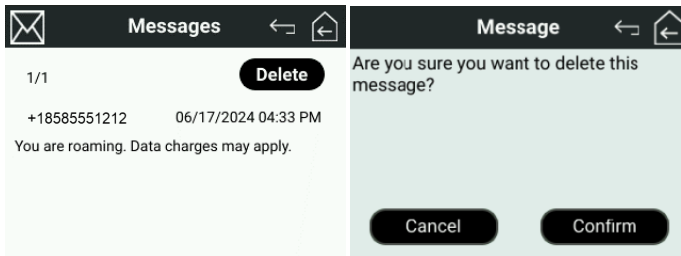 Messages
1/1
Delete
+18585551212 06/17/2024 04:33 PM
You are roaming. Data charges may apply.
Message
Are you sure you want to delete this
message?
Cancel Confirm